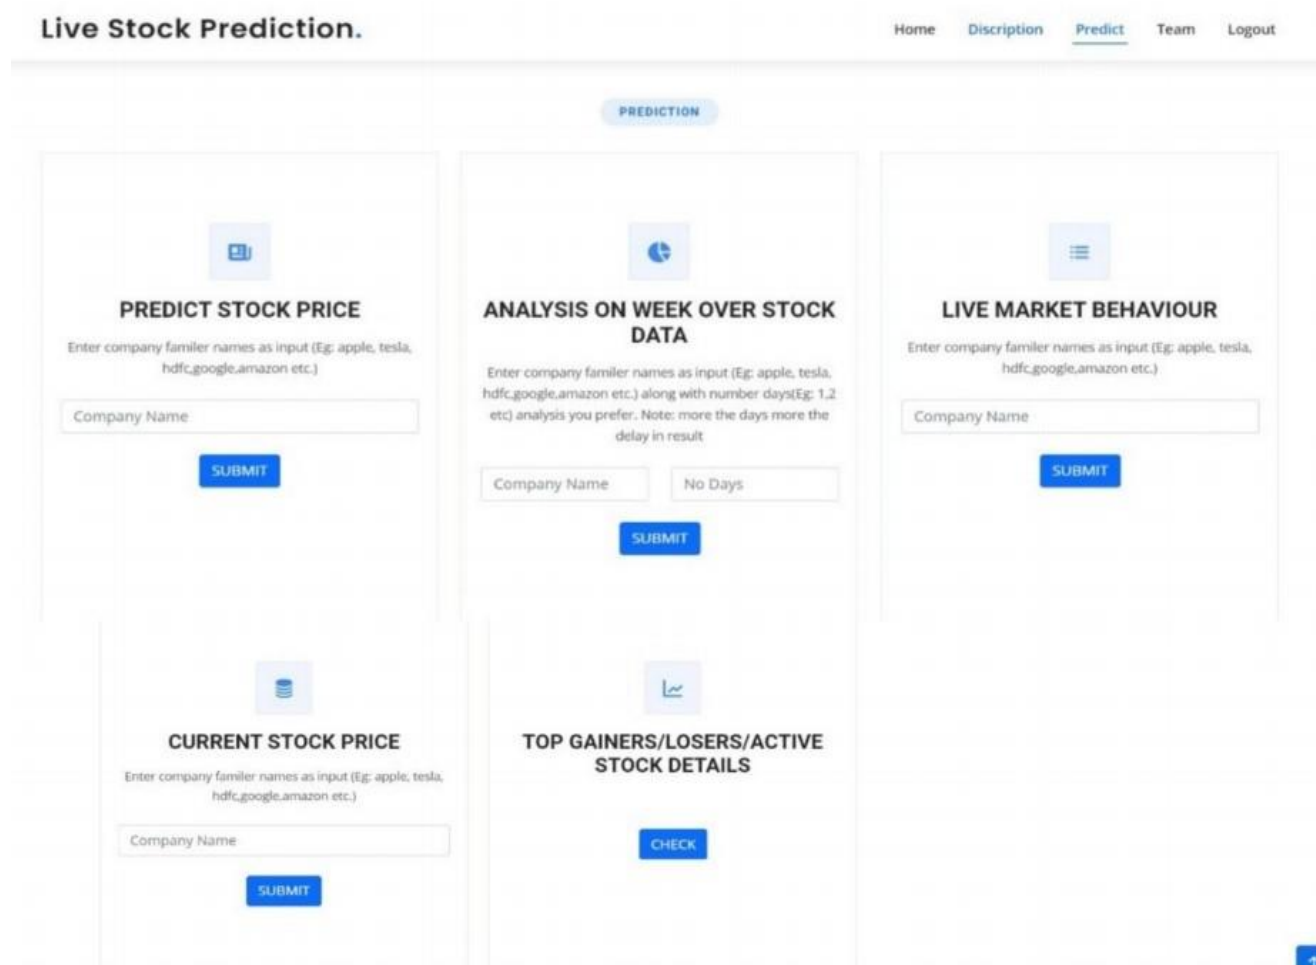 Live Stock Prediction.
Home Discription Predict Team Logout
PREDICTION
PREDICT STOCK PRICE
Enter company familer names as input (Eg: apple, tesla,
hdfc,google,amazon etc.)
Company Name
SUBMIT
ANALYSIS ON WEEK OVER STOCK
DATA
Enter company familer names as input (Eg: apple, tesla,
hdfc,google,amazon etc.) along with number days(Eg: 1,2
etc) analysis you prefer. Note: more the days more the
delay in result
Company Name No Days
SUBMIT
LIVE MARKET BEHAVIOUR
Enter company familer names as input (Eg: apple, tesla,
hdfc,google,amazon etc.)
Company Name
SUBMIT
CURRENT STOCK PRICE
Enter company familer names as input (Eg: apple, tesla,
hdfc,google,amazon etc.)
Company Name
SUBMIT
TOP GAINERS/LOSERS/ACTIVE
STOCK DETAILS
CHECK